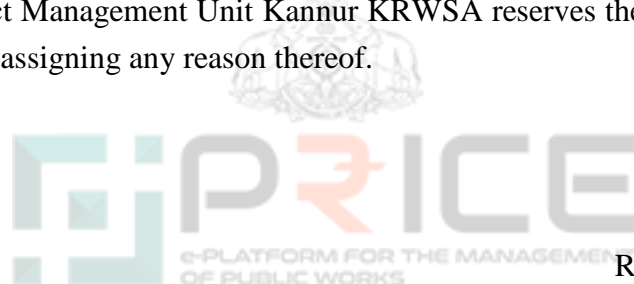 ct Management Unit Kannur KRWSA reserves the
assigning any reason thereof.
PRICE
e-PLATFORM FOR THE MANAGEMENT
OF PUBLIC WORKS
R